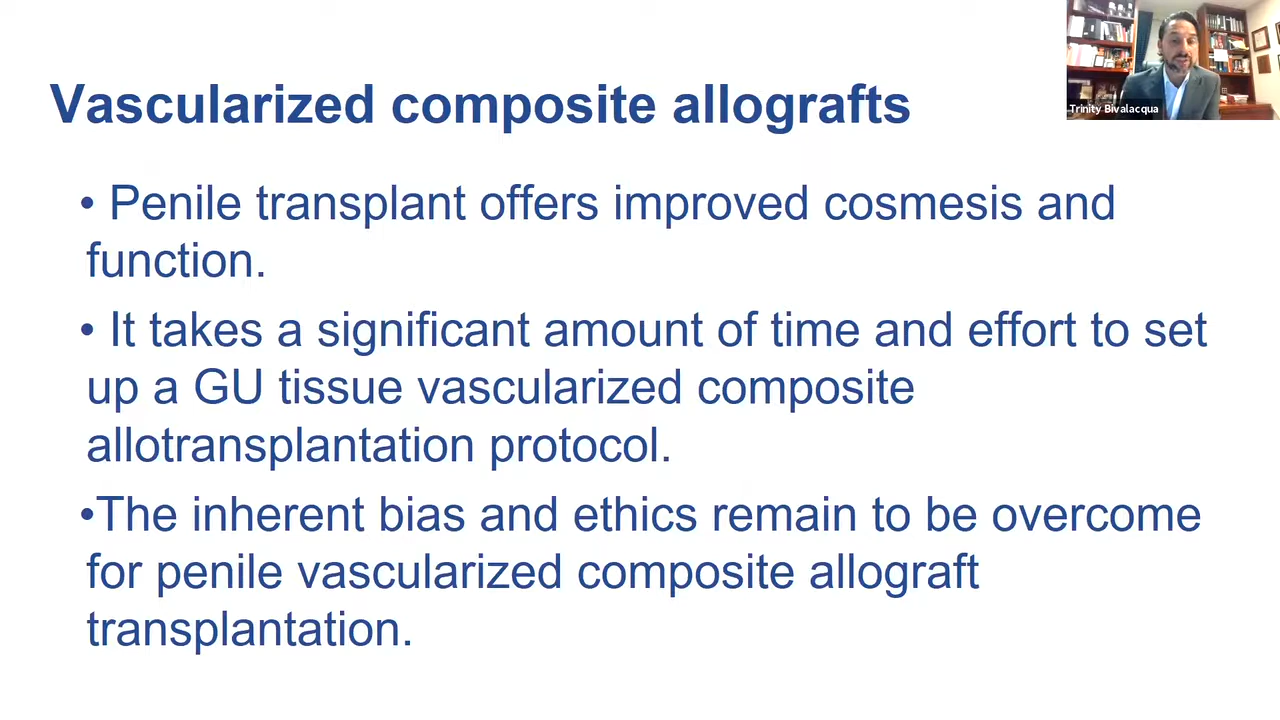 Vascularized composite allografts
Trinity Bivalacqua
• Penile transplant offers improved cosmesis and
function.
• It takes a significant amount of time and effort to set
up a GU tissue vascularized composite
allotransplantation protocol.
•The inherent bias and ethics remain to be overcome
for penile vascularized composite allograft
transplantation.